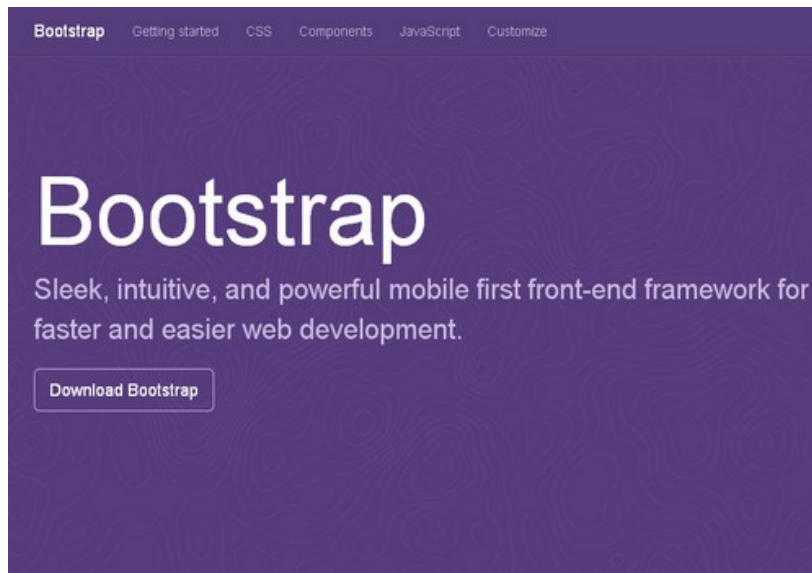 Bootstrap Getting started CSS Components JavaScript Customize
Bootstrap
Sleek, intuitive, and powerful mobile first front-end framework for
faster and easier web development.
Download Bootstrap